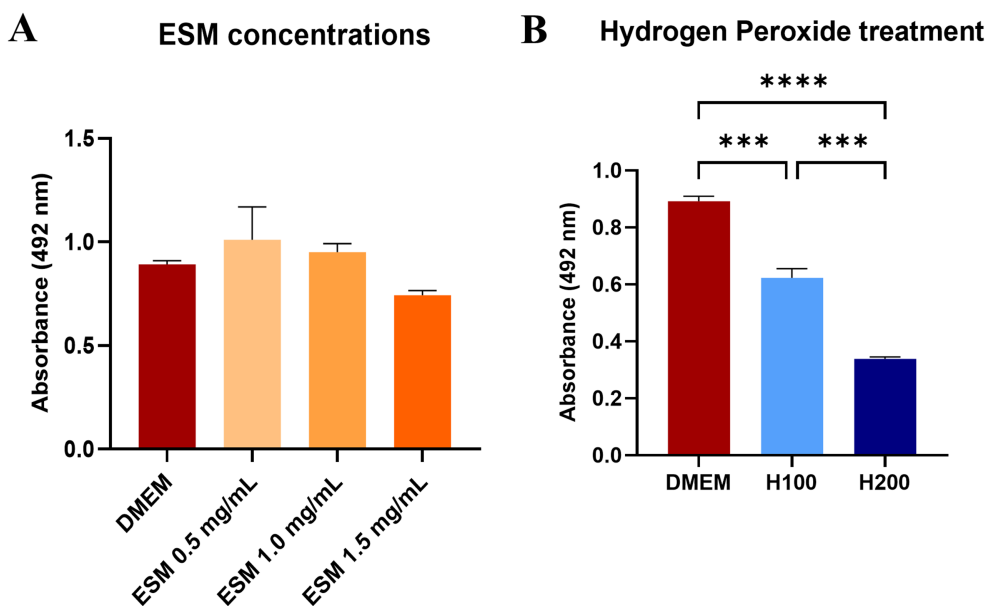 A
ESM concentrations
Absorbance (492 nm)
1.5
1.0
0.5
0.0
DMEM
ESM 0.5 mg/mL
ESM 1.0 mg/mL
ESM 1.5 mg/mL
B
Hydrogen Peroxide treatment
****
*** ***
Absorbance (492 nm)
1.0
0.8
0.6
0.4
0.2
0.0
DMEM H100 H200